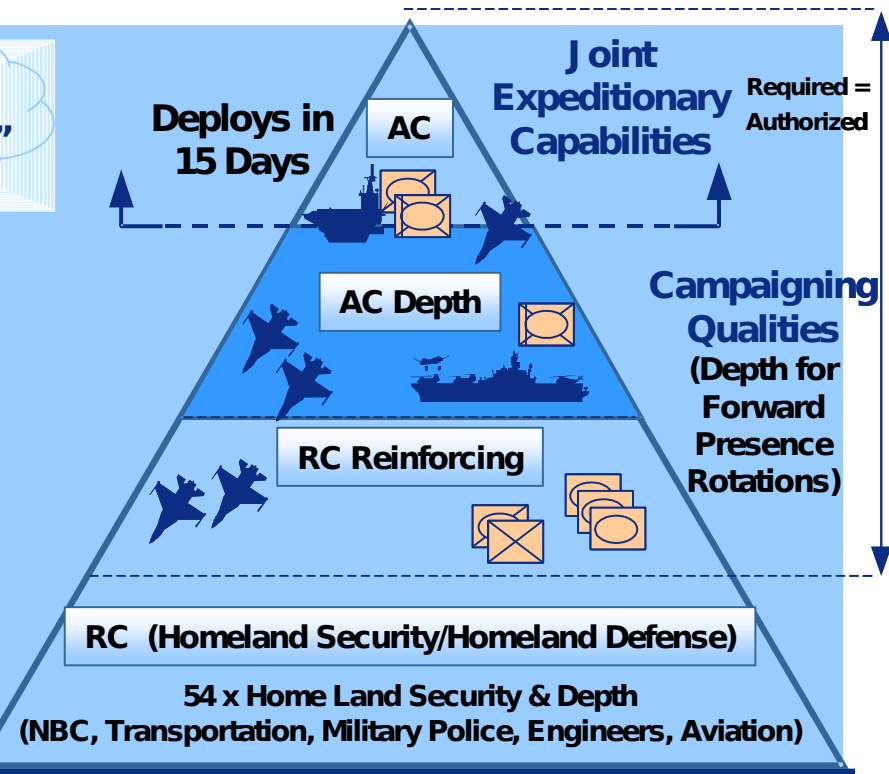 Joint
Expeditionary
Capabilities
Required =
Authorized
Deploys in
15 Days
AC
,,
AC Depth
Campaigning
Qualities
(Depth for
Forward
Presence
Rotations)
RC Reinforcing
RC (Homeland Security/Homeland Defense)
54 x Home Land Security & Depth
(NBC, Transportation, Military Police, Engineers, Aviation)